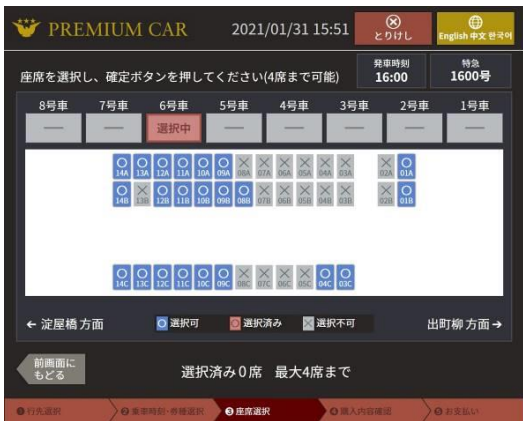 PREMIUM CAR
2021/01/31 15:51
とりけし
English 中文 한국어
座席を選択し、確定ボタンを押してください(4席まで可能)
発車時刻
16:00
特急
1600号
8号車 7号車 6号車 5号車 4号車 3号車 2号車 1号車
選択中
14A 13A 12A 11A 10A 09A 08A 07A 06A 05A 04A 03A 02A 01A
14B 13B 12B 11B 10B 09B 08B 07B 06B 05B 04B 03B 02B 01B
14C 13C 12C 11C 10C 09C 08C 07C 06C 05C 04C 03C
← 淀屋橋方面
選択可 選択済み 選択不可
出町柳方面 →
前画面に
もどる
選択済み0席 最大4席まで
❶行先選択 ❷乗車時刻・券種選択 ❸座席選択 ❹購入内容確認 ❺お支払い